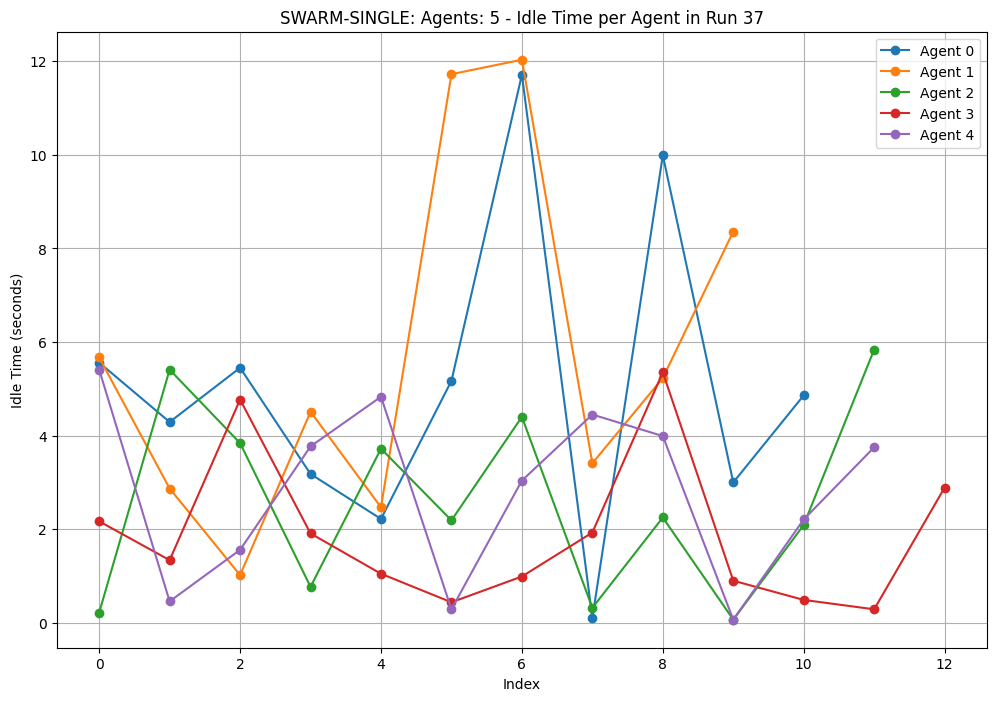 SWARM-SINGLE: Agents: 5 - Idle Time per Agent in Run 37
Agent 0
Agent 1
Agent 2
Agent 3
Agent 4
Idle Time (seconds)
12
10
8
6
4
2
0
0 2 4 6 8 10 12
Index